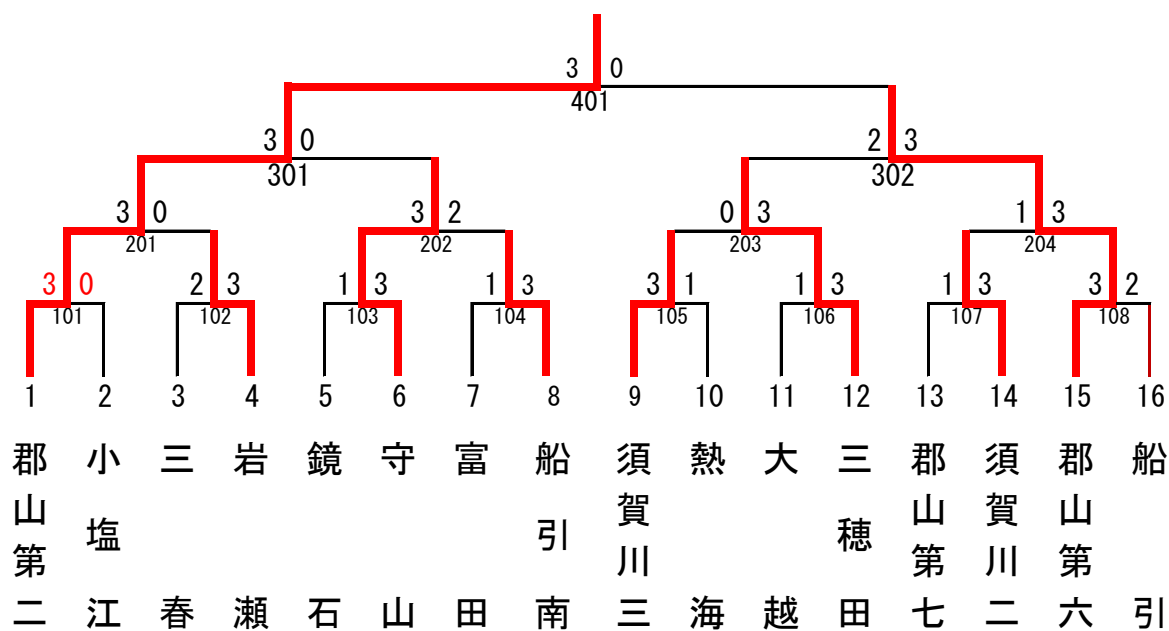 3 0
401
3 0
301
2 3
302
3 0
201
3 2
202
0 3
203
1 3
204
3 0
101
2 3
102
1 3
103
1 3
104
3 1
105
1 3
106
1 3
107
3 2
108
1 2 3 4 5 6 7 8 9 10 11 12 13 14 15 16
郡山第二
小塩江
三春
岩瀬
鏡石
守山
富田
船引南
須賀川三
熱海
大越
三穂田
郡山第七
須賀川二
郡山第六
船引